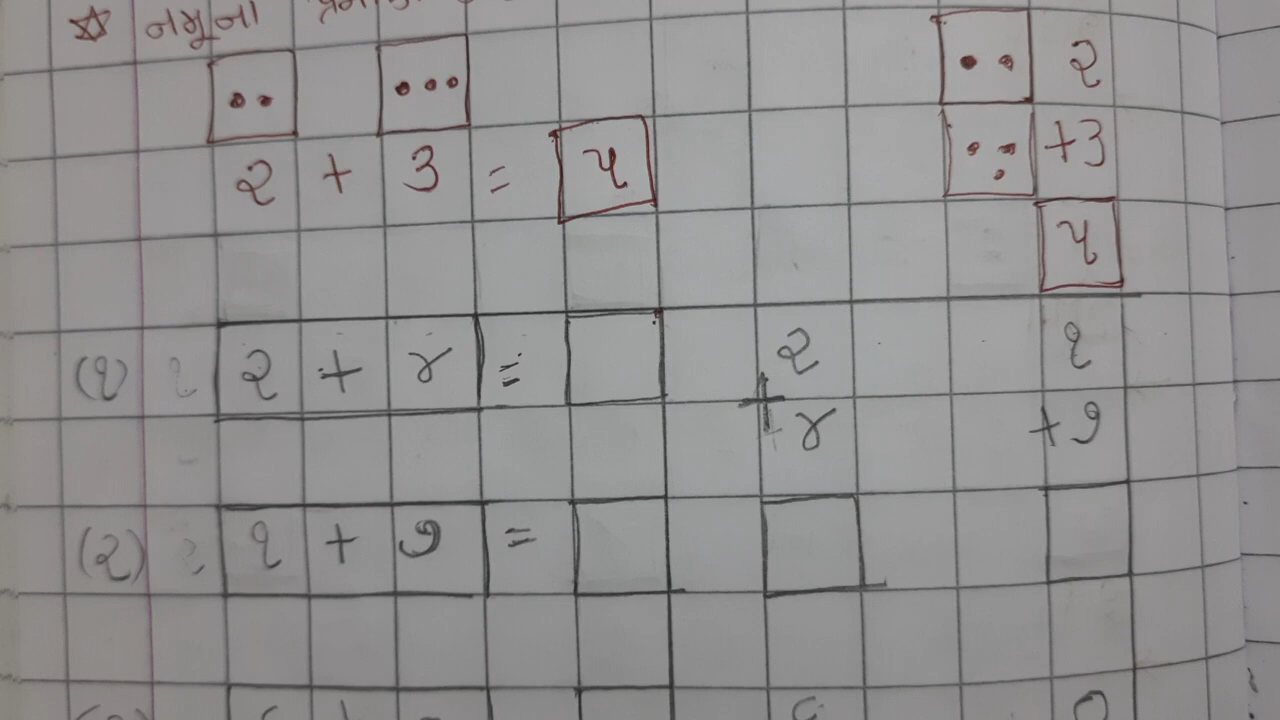 ☆ નમૂના
૨ + ૩ = ૫
૨
+૩
૫
(૧) ૨ + ૪ =
૨
+ ૪
૧
+૭
(૨) ૧ + ૭ =